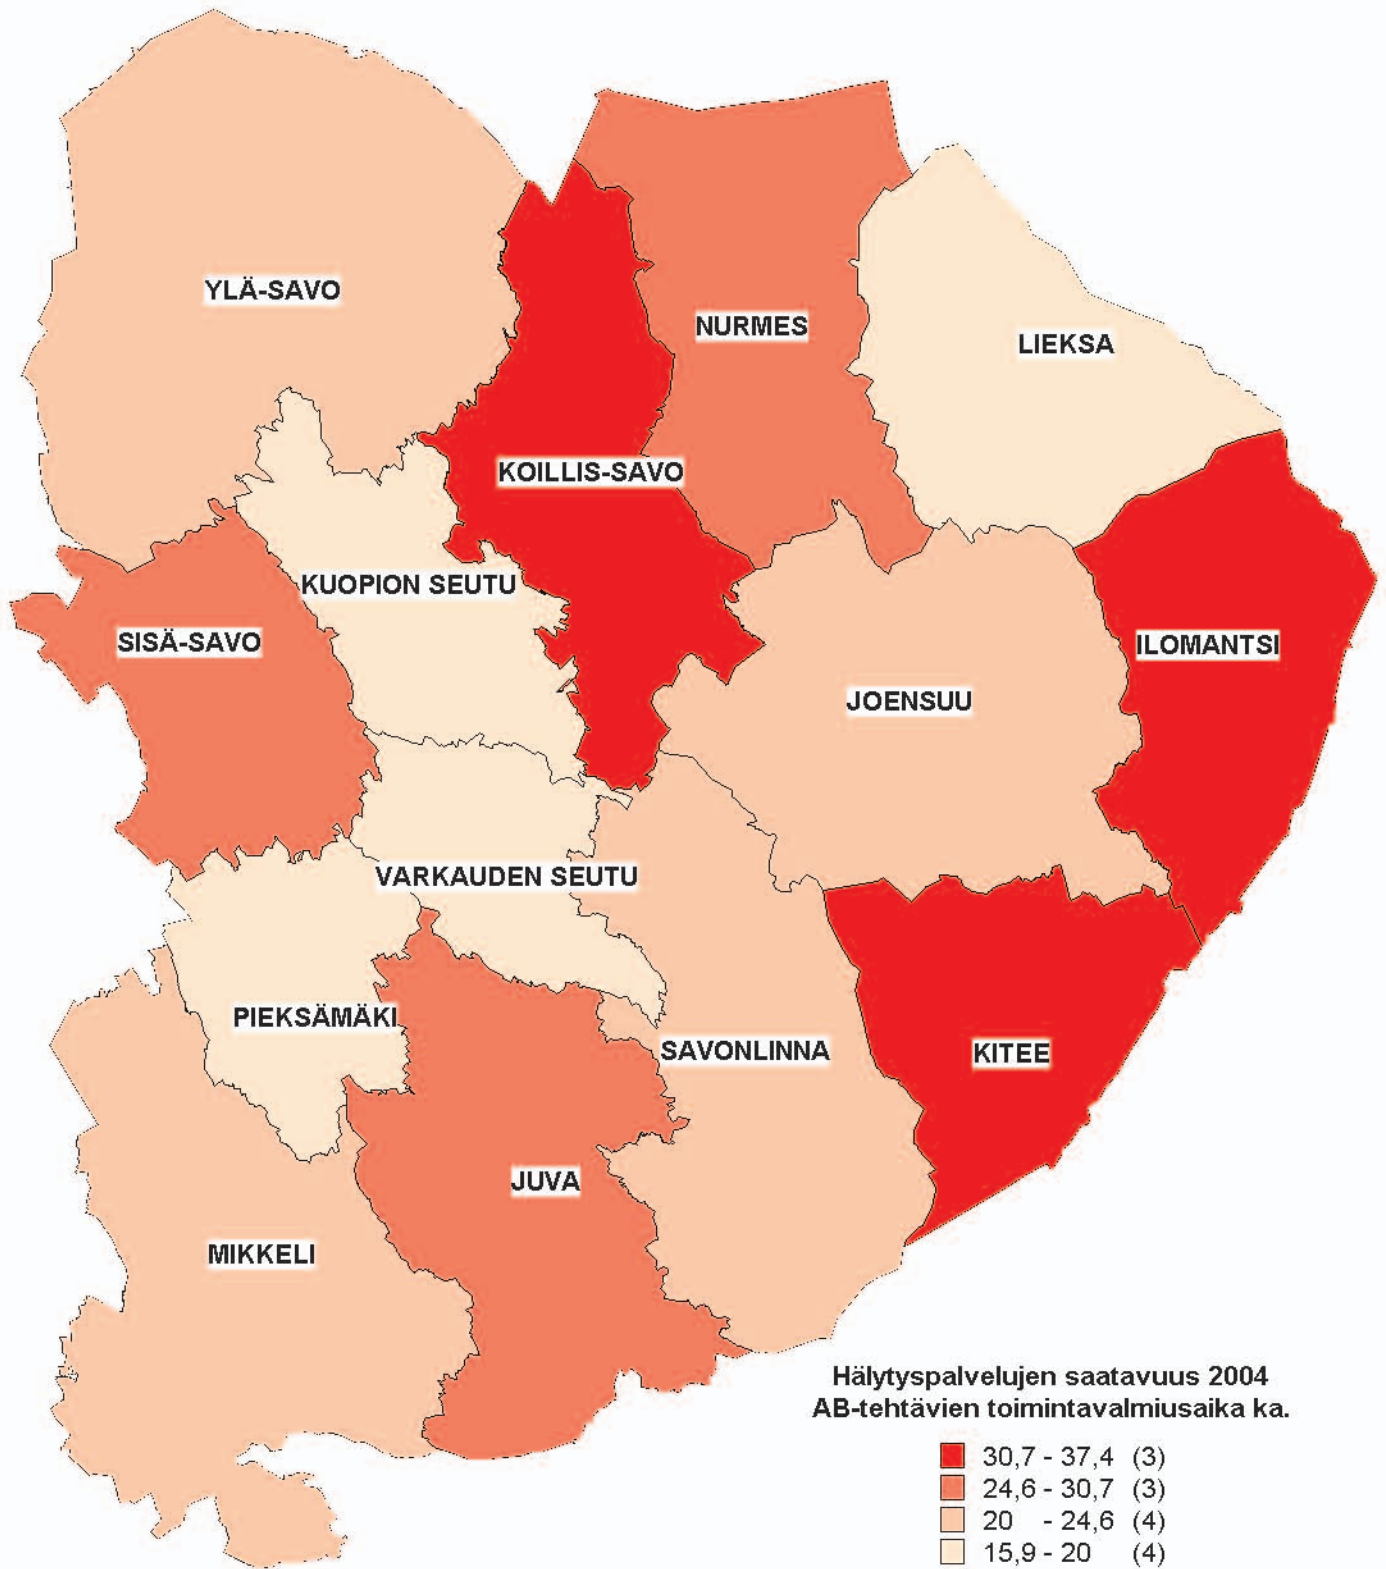 YLÄ-SAVO
NURMES
LIEKSA
KOILLIS-SAVO
KUOPION SEUTU
SISÄ-SAVO
ILOMANTSI
JOENSUU
VARKAUDEN SEUTU
PIEKSÄMÄKI
SAVONLINNA
KITEE
JUVA
MIKKELI
Hälytyspalvelujen saatavuus 2004
AB-tehtävien toimintavalmiusaika ka.
30,7 - 37,4 (3)
24,6 - 30,7 (3)
20 - 24,6 (4)
15,9 - 20 (4)